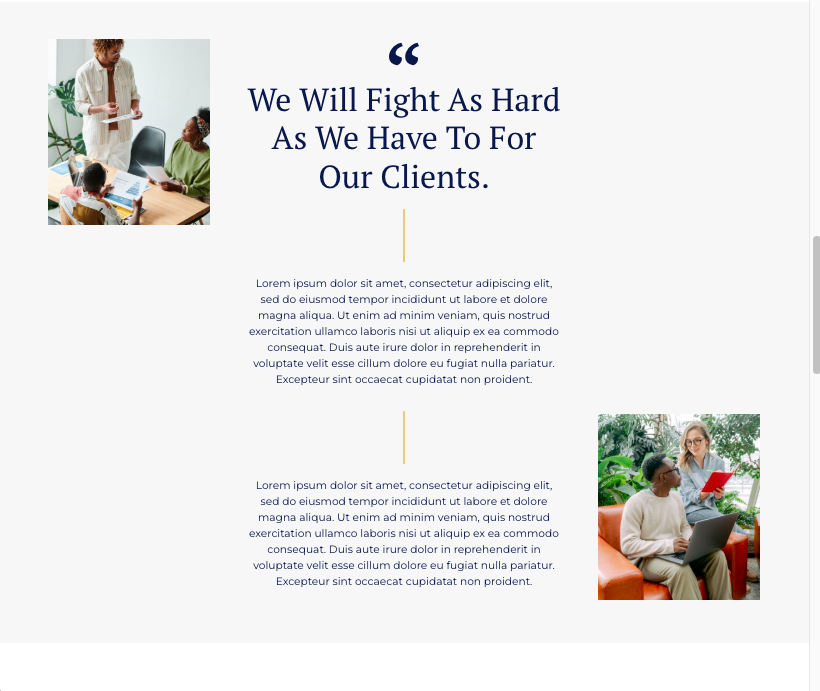 “
We Will Fight As Hard
As We Have To For
Our Clients.
Lorem ipsum dolor sit amet, consectetur adipiscing elit,
sed do eiusmod tempor incididunt ut labore et dolore
magna aliqua. Ut enim ad minim veniam, quis nostrud
exercitation ullamco laboris nisi ut aliquip ex ea commodo
consequat. Duis aute irure dolor in reprehenderit in
voluptate velit esse cillum dolore eu fugiat nulla pariatur.
Excepteur sint occaecat cupidatat non proident.
Lorem ipsum dolor sit amet, consectetur adipiscing elit,
sed do eiusmod tempor incididunt ut labore et dolore
magna aliqua. Ut enim ad minim veniam, quis nostrud
exercitation ullamco laboris nisi ut aliquip ex ea commodo
consequat. Duis aute irure dolor in reprehenderit in
voluptate velit esse cillum dolore eu fugiat nulla pariatur.
Excepteur sint occaecat cupidatat non proident.